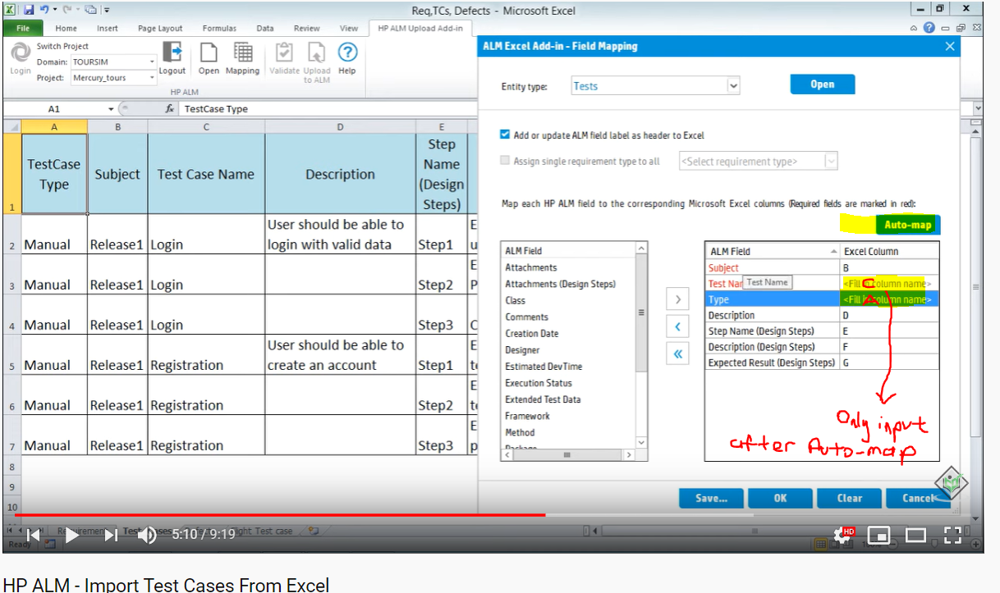 Req,TCs, Defects - Microsoft Excel
File Home Insert Page Layout Formulas Data Review View HP ALM Upload Add-in
Switch Project
Domain: TOURSIM
Project: Mercury_tours
Login Logout Open Mapping Validate Upload to ALM Help
HP ALM
A1 fx TestCase Type
A B C D E
1 TestCase Type Subject Test Case Name Description Step Name (Design Steps)
2 Manual Release1 Login User should be able to login with valid data Step1
3 Manual Release1 Login Step2
4 Manual Release1 Login Step3
5 Manual Release1 Registration User should be able to create an account Step1
6 Manual Release1 Registration Step2
7 Manual Release1 Registration Step3
8
9
10
ALM Excel Add-in - Field Mapping
Entity type: Tests Open
Add or update ALM field label as header to Excel
Assign single requirement type to all <Select requirement type>
Map each HP ALM field to the corresponding Microsoft Excel columns (Required fields are marked in red):
Auto-map
ALM Field
Attachments
Attachments (Design Steps)
Class
Comments
Creation Date
Designer
Estimated DevTime
Execution Status
Extended Test Data
Framework
Method
Package
ALM Field Excel Column
Subject B
Test Name <Fill in column name>
Test Name
Type <Fill in column name>
Description D
Step Name (Design Steps) E
Description (Design Steps) F
Expected Result (Design Steps) G
C
A
Only input
after Auto-map
Save... OK Clear Cancel
5:10 / 9:19
HD
Ready
HP ALM - Import Test Cases From Excel